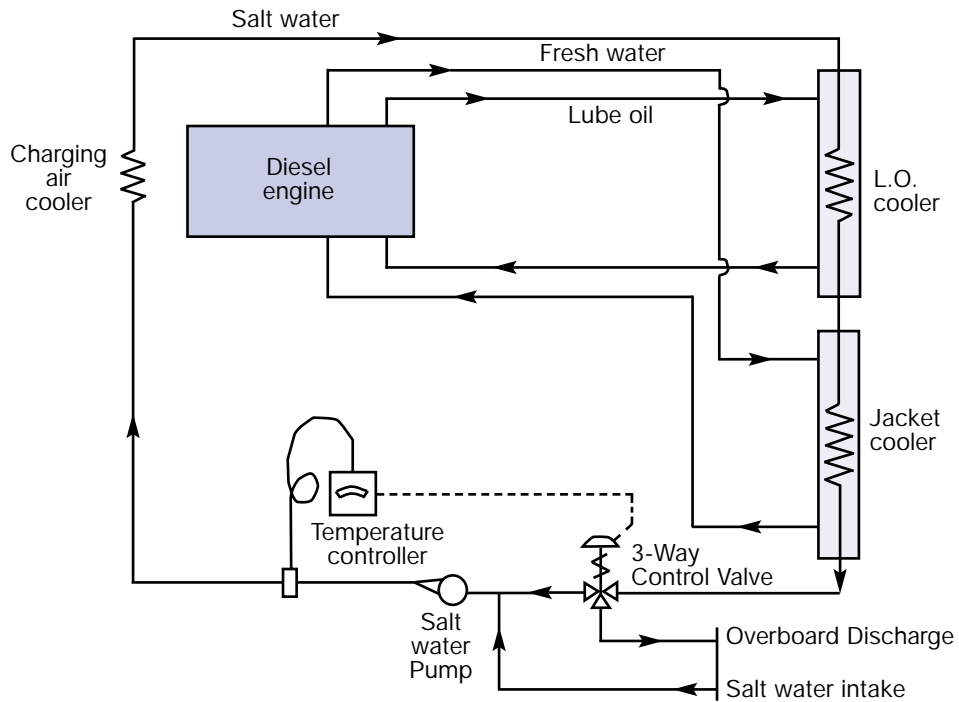 Salt water
Fresh water
Lube oil
Charging
air
cooler
Diesel
engine
L.O.
cooler
Jacket
cooler
Temperature
controller
3-Way
Control Valve
Salt
water
Pump
Overboard Discharge
Salt water intake